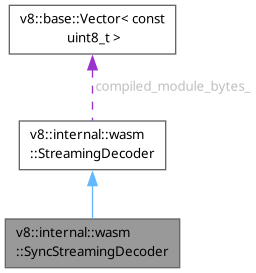 v8::base::Vector< const
uint8_t >
compiled_module_bytes_
v8::internal::wasm
::StreamingDecoder
v8::internal::wasm
::SyncStreamingDecoder